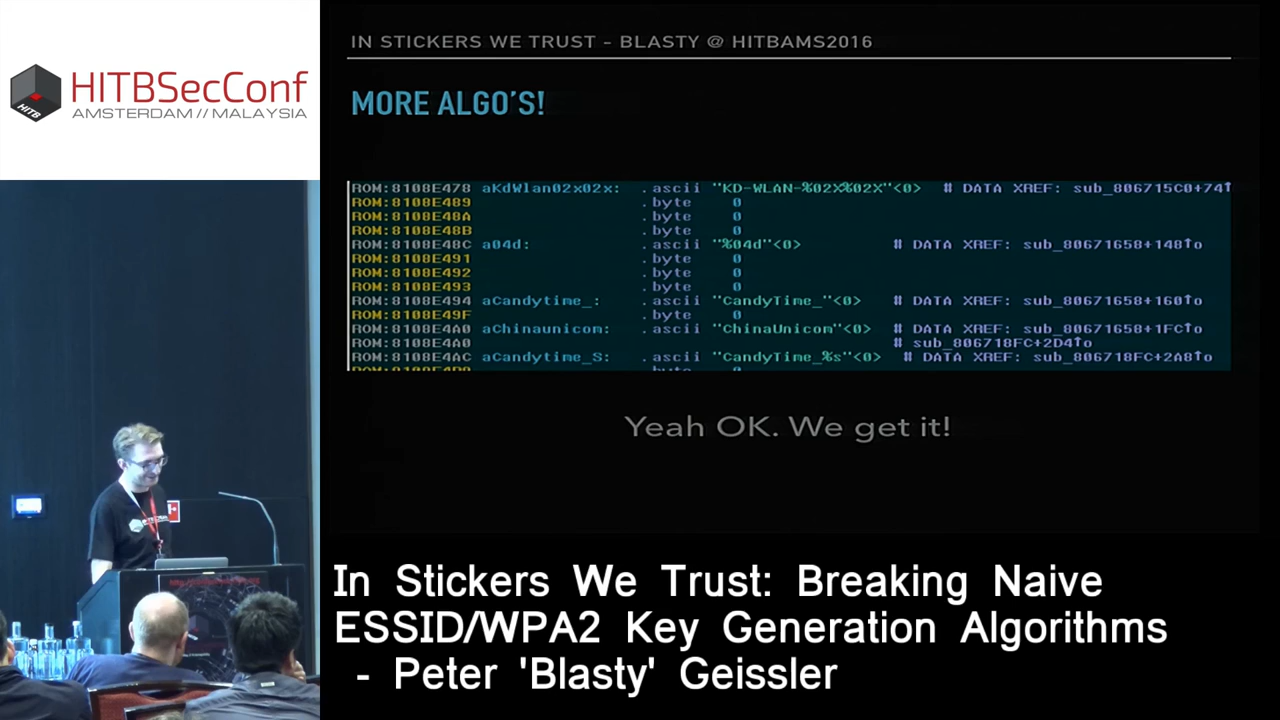 HITBSecConf
AMSTERDAM // MALAYSIA
HITB
IN STICKERS WE TRUST - BLASTY @ HITBAMS2016
MORE ALGO'S!
ROM:8108E478 aKdWlan02x02x: .ascii "KD-WLAN-%02X%02X"<0> # DATA XREF: sub_806715C0+74↑
ROM:8108E489 .byte 0
ROM:8108E48A .byte 0
ROM:8108E48B .byte 0
ROM:8108E48C a04d: .ascii "%04d"<0> # DATA XREF: sub_80671658+148↑o
ROM:8108E491 .byte 0
ROM:8108E492 .byte 0
ROM:8108E493 .byte 0
ROM:8108E494 aCandytime_: .ascii "CandyTime_"<0> # DATA XREF: sub_80671658+160↑o
ROM:8108E49F .byte 0
ROM:8108E4A0 aChinaunicom: .ascii "ChinaUnicom"<0> # DATA XREF: sub_80671658+1FC↑o
ROM:8108E4A0 # sub_806718FC+2D4↑o
ROM:8108E4AC aCandytime_S: .ascii "CandyTime_%s"<0> # DATA XREF: sub_806718FC+2A8↑o
Yeah OK. We get it!
In Stickers We Trust: Breaking Naive
ESSID/WPA2 Key Generation Algorithms
- Peter 'Blasty' Geissler